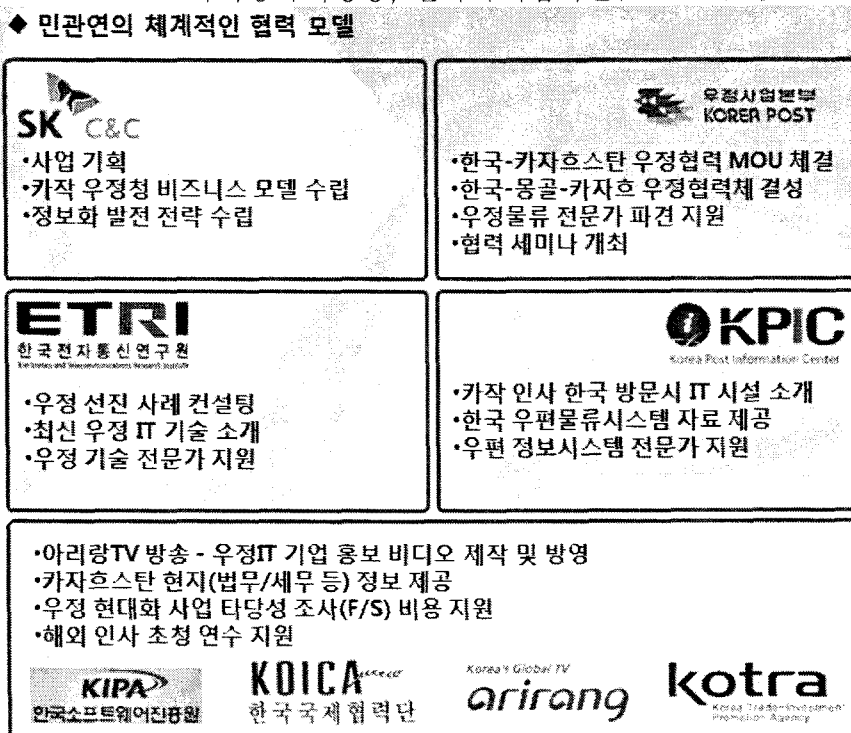 ◆ 민관연의 체계적인 협력 모델
SK C&C
•사업 기획
•카작 우정청 비즈니스 모델 수립
•정보화 발전 전략 수립
우정사업본부
KOREA POST
•한국-카자흐스탄 우정협력 MOU 체결
•한국-몽골-카자흐 우정협력체 결성
•우정물류 전문가 파견 지원
•협력 세미나 개최
ETRI
한국전자통신연구원
•우정 선진 사례 컨설팅
•최신 우정 IT 기술 소개
•우정 기술 전문가 지원
KPIC
Korea Post Information Center
•카작 인사 한국 방문시 IT 시설 소개
•한국 우편물류시스템 자료 제공
•우편 정보시스템 전문가 지원
•아리랑TV 방송 - 우정IT 기업 홍보 비디오 제작 및 방영
•카자흐스탄 현지(법무/세무 등) 정보 제공
•우정 현대화 사업 타당성 조사(F/S) 비용 지원
•해외 인사 초청 연수 지원
KIPA
한국소프트웨어진흥원
KOICA
한국국제협력단
Korea's Global TV
arirang
kotra
Korea Trade-Investment
Promotion Agency